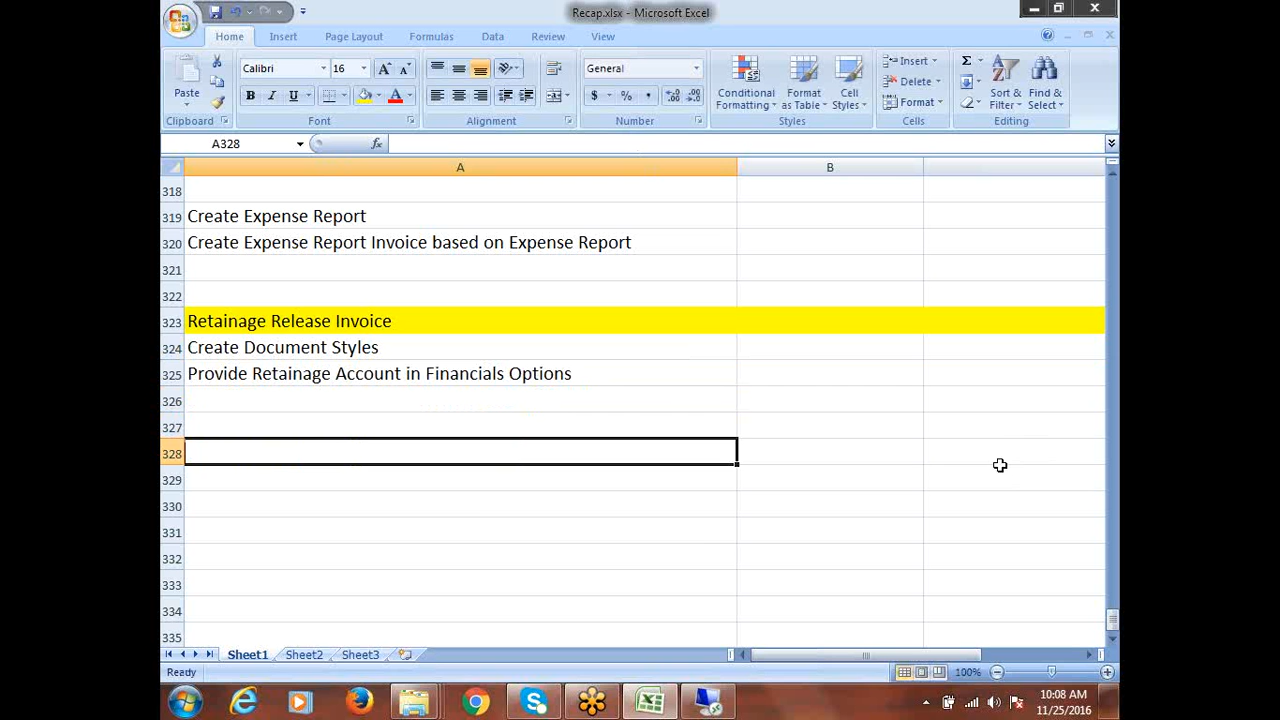 Recap.xlsx - Microsoft Excel
Home Insert Page Layout Formulas Data Review View
Calibri 16 General
Insert
Delete
Format
Paste
B I U A $ % ,
Conditional Formatting
Format as Table
Cell Styles
Sort & Filter
Find & Select
Clipboard Font Alignment Number Styles Cells Editing
A328 fx
A B
318
319 Create Expense Report
320 Create Expense Report Invoice based on Expense Report
321
322
323 Retainage Release Invoice
324 Create Document Styles
325 Provide Retainage Account in Financials Options
326
327
328
329
330
331
332
333
334
335
Sheet1 Sheet2 Sheet3
Ready 100%
10:08 AM
11/25/2016